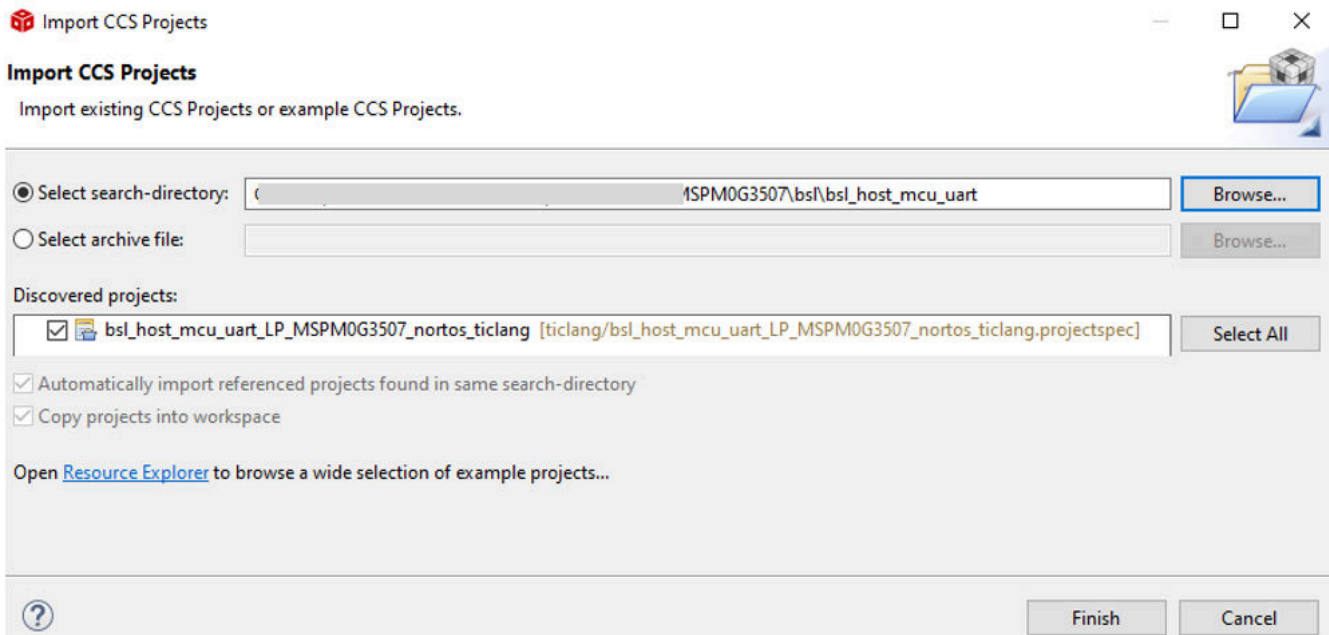 Import CCS Projects
Import CCS Projects
Import existing CCS Projects or example CCS Projects.
Select search-directory: MSPM0G3507\bsl\bsl_host_mcu_uart Browse...
Select archive file: Browse...
Discovered projects:
bsl_host_mcu_uart_LP_MSPM0G3507_nortos_ticlang [ticlang/bsl_host_mcu_uart_LP_MSPM0G3507_nortos_ticlang.projectspec] Select All
Automatically import referenced projects found in same search-directory
Copy projects into workspace
Open Resource Explorer to browse a wide selection of example projects...
? Finish Cancel